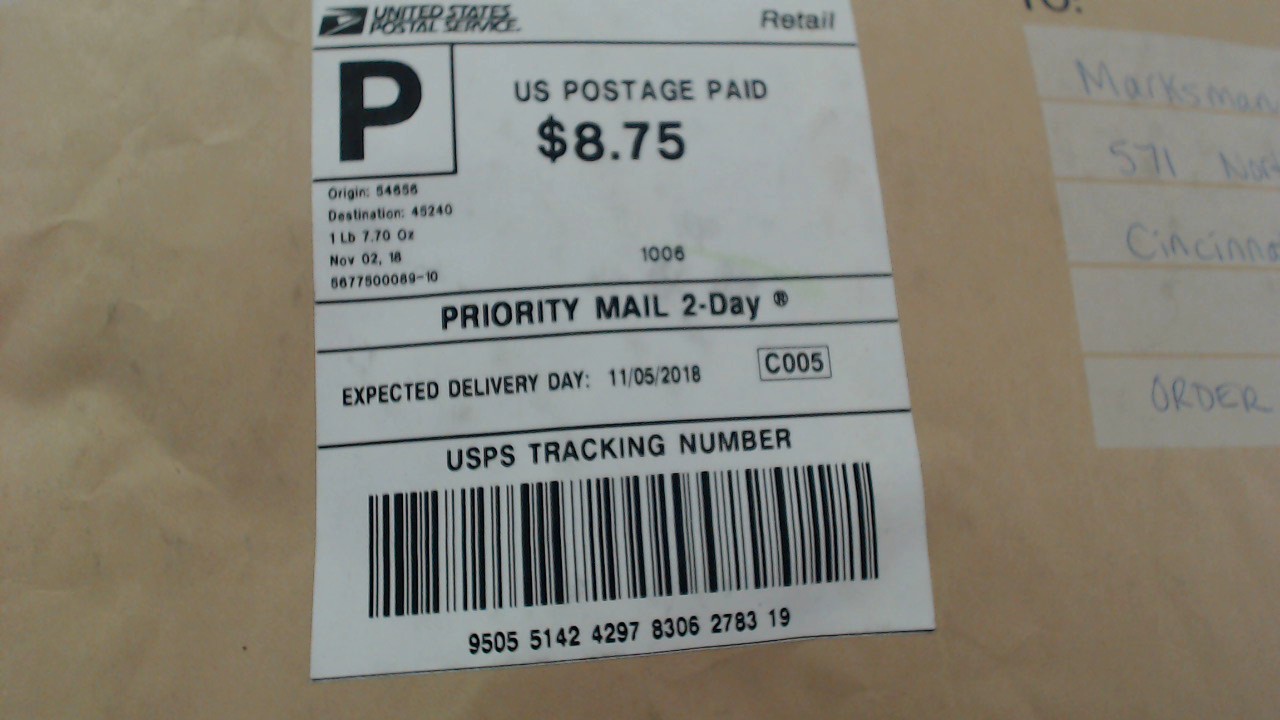 UNITED STATES
POSTAL SERVICE.
Retail
P
US POSTAGE PAID
$8.75
Origin: 54656
Destination: 45240
1 Lb 7.70 Oz
Nov 02, 18
5677500089-10
1006
PRIORITY MAIL 2-Day ®
EXPECTED DELIVERY DAY: 11/05/2018
C005
USPS TRACKING NUMBER
9505 5142 4297 8306 2783 19
TO:
Marksman
571 Nort
Cincinna
ORDER